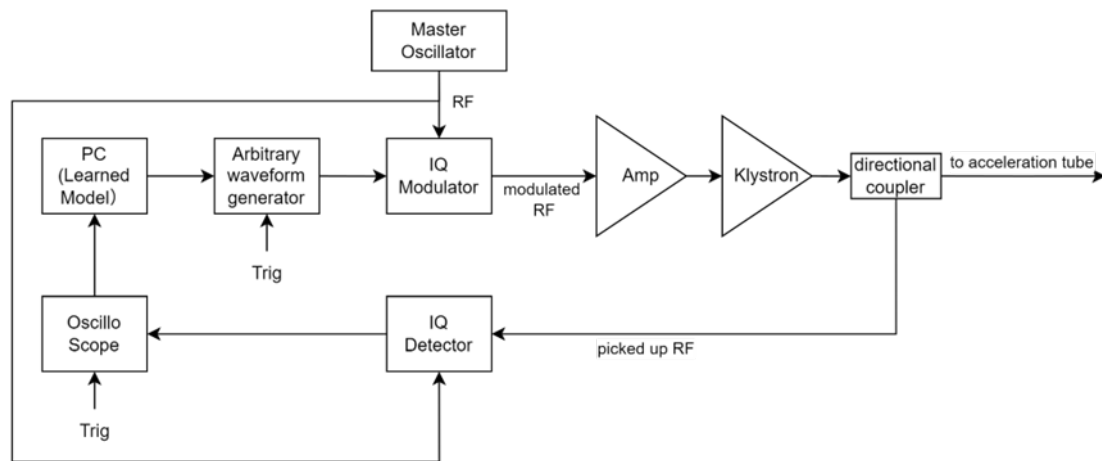 Master
Oscillator
RF
PC
(Learned
Model）
Arbitrary
waveform
generator
IQ
Modulator
modulated
RF
Amp
Klystron
directional
coupler
to acceleration tube
Trig
Oscillo
Scope
IQ
Detector
picked up RF
Trig